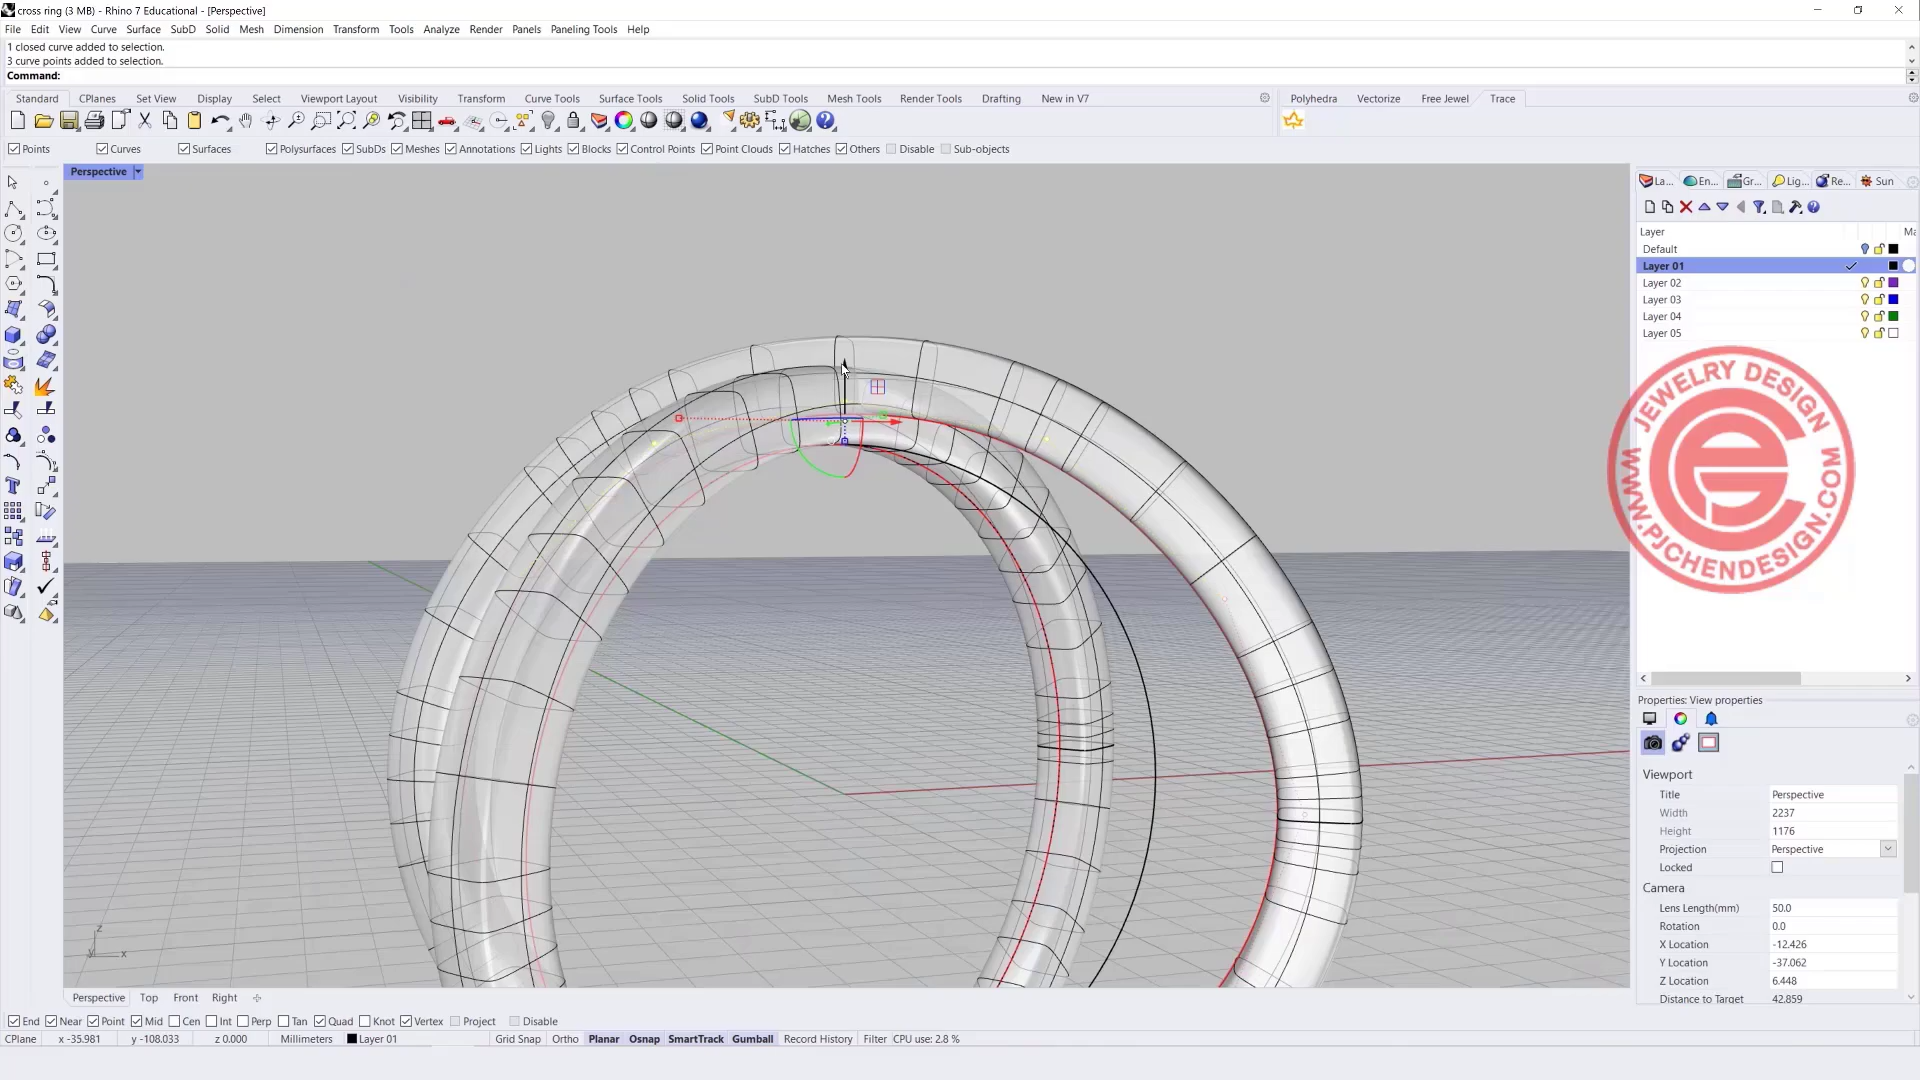 cross ring (3 MB) - Rhino 7 Educational - [Perspective]
File Edit View Curve Surface SubD Solid Mesh Dimension Transform Tools Analyze Render Panels Paneling Tools Help
1 closed curve added to selection.
3 curve points added to selection.
Command:
Standard CPlanes Set View Display Select Viewport Layout Visibility Transform Curve Tools Surface Tools Solid Tools SubD Tools Mesh Tools Render Tools Drafting New in V7 Polyhedra Vectorize Free Jewel Trace
Points Curves Surfaces Polysurfaces SubDs Meshes Annotations Lights Blocks Control Points Point Clouds Hatches Others Disable Sub-objects
Perspective
La... En... Gr... Lig... Re... Sun
Layer Ma
Default
Layer 01
Layer 02
Layer 03
Layer 04
Layer 05
JEWELRY DESIGN
WWW.PJCHENDESIGN.COM
Properties: View properties
Viewport
Title Perspective
Width 2237
Height 1176
Projection Perspective
Locked
Camera
Lens Length(mm) 50.0
Rotation 0.0
X Location -12.426
Y Location -37.062
Z Location 6.448
Distance to Target 42.859
z
y x
Perspective Top Front Right
End Near Point Mid Cen Int Perp Tan Quad Knot Vertex Project Disable
CPlane x -35.981 y -108.033 z 0.000 Millimeters Layer 01 Grid Snap Ortho Planar Osnap SmartTrack Gumball Record History Filter CPU use: 2.8 %